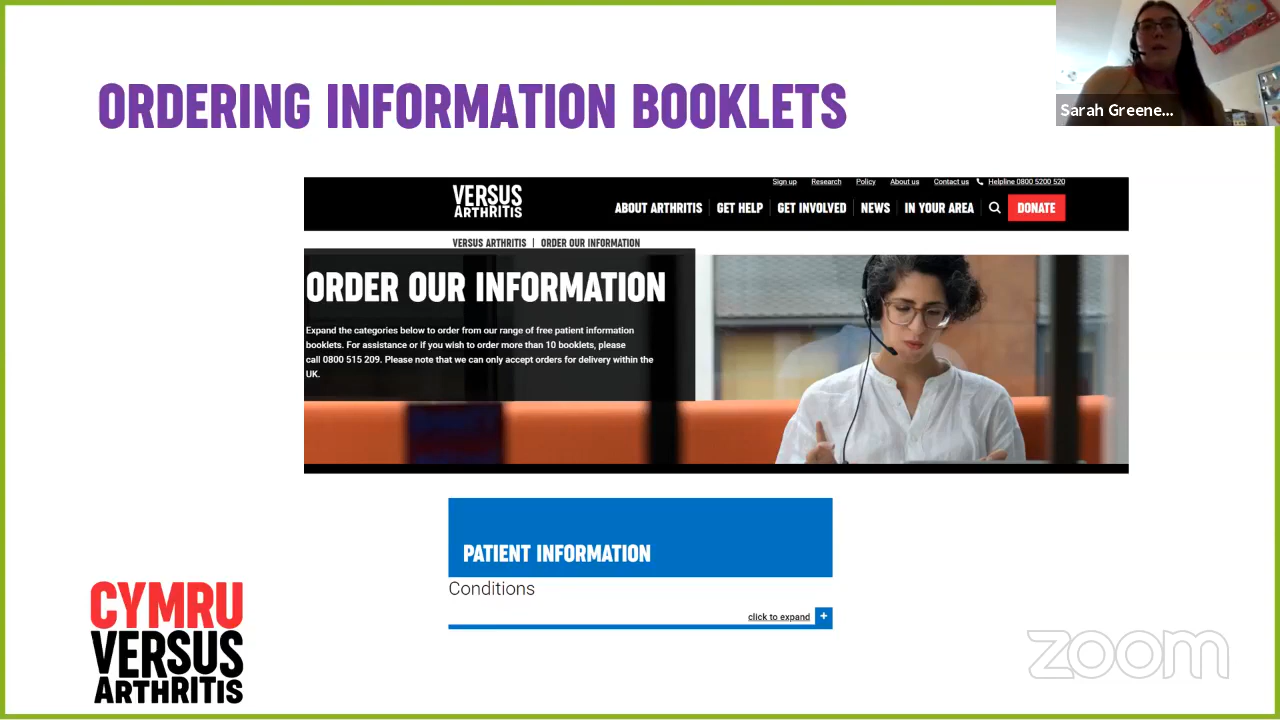 Sarah Greene...
ORDERING INFORMATION BOOKLETS
VERSUS
ARTHRITIS
Sign up Research Policy About us Contact us Helpline 0800 5200 520
ABOUT ARTHRITIS GET HELP GET INVOLVED NEWS IN YOUR AREA DONATE
VERSUS ARTHRITIS | ORDER OUR INFORMATION
ORDER OUR INFORMATION
Expand the categories below to order from our range of free patient information
booklets. For assistance or if you wish to order more than 10 booklets, please
call 0800 515 209. Please note that we can only accept orders for delivery within the
UK.
PATIENT INFORMATION
Conditions
click to expand +
CYMRU
VERSUS
ARTHRITIS
zoom